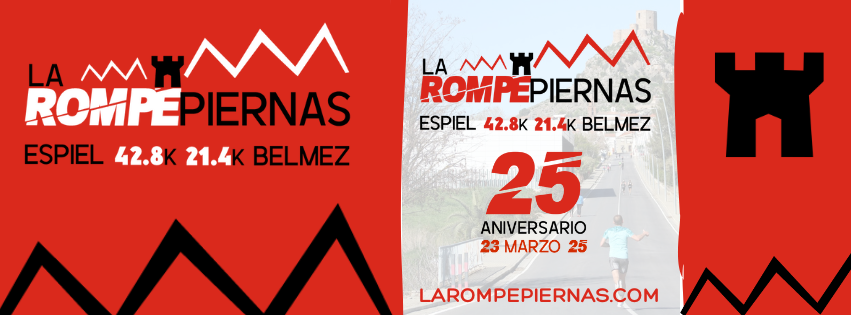 LA
ROMPEPIERNAS
ESPIEL 42.8K 21.4K BELMEZ
LA
ROMPEPIERNAS
ESPIEL 42.8K 21.4K BELMEZ
25
ANIVERSARIO
23 MARZO 25
LAROMPEPIERNAS.COM